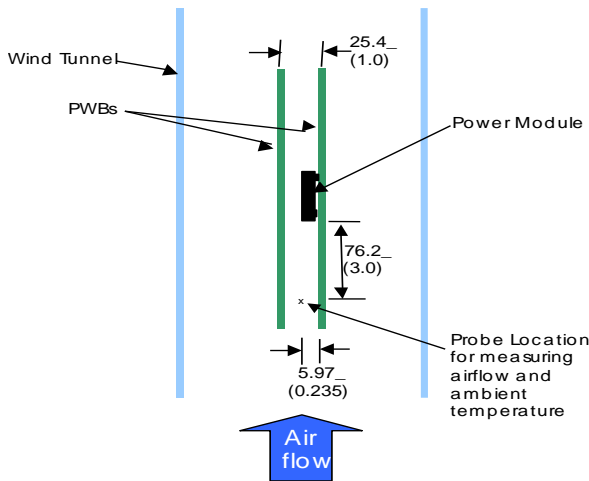 25.4_
(1.0)
Wind Tunnel
PWBs
Power Module
76.2_
(3.0)
x
Probe Location
for measuring
airflow and
ambient
temperature
5.97_
(0.235)
Air
flow